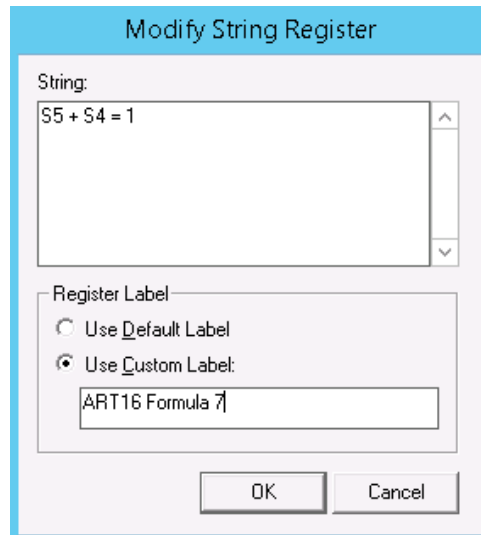 Modify String Register
String:
S5 + S4 = 1
Register Label
Use Default Label
Use Custom Label:
ART16 Formula 7
OK Cancel